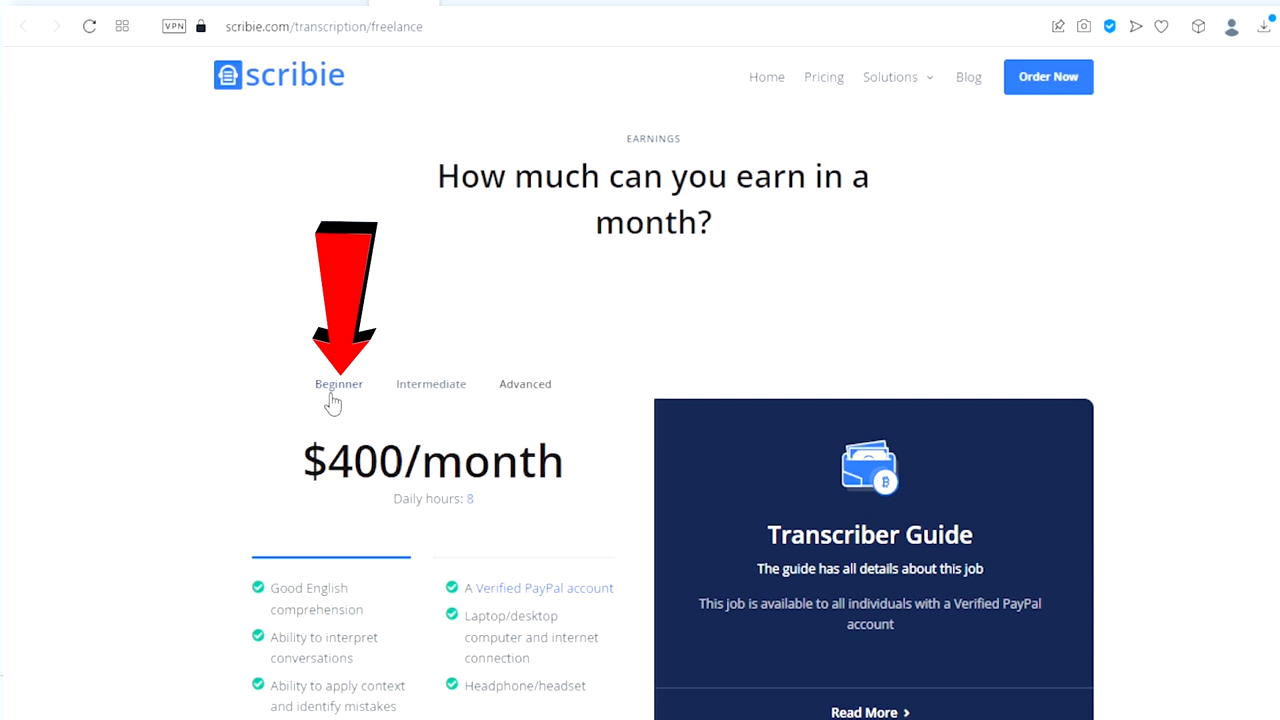 VPN
scribie.com/transcription/freelance
scribie
Home Pricing Solutions Blog Order Now
EARNINGS
How much can you earn in a
month?
Beginner Intermediate Advanced
$400/month
Daily hours: 8
Good English
comprehension
Ability to interpret
conversations
Ability to apply context
and identify mistakes
A Verified PayPal account
Laptop/desktop
computer and internet
connection
Headphone/headset
Transcriber Guide
The guide has all details about this job
This job is available to all individuals with a Verified PayPal
account
Read More